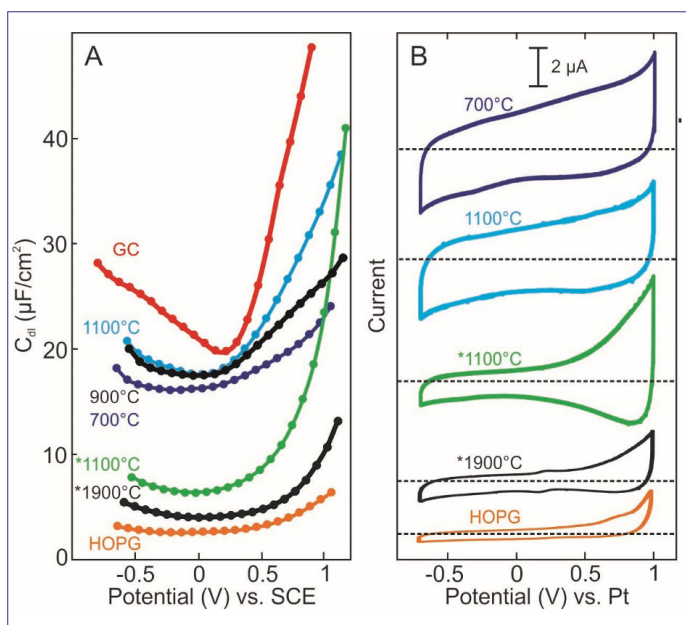 A
B
2 µA
700°C
GC
1100°C
900°C
700°C
*1100°C
*1900°C
HOPG
1100°C
*1100°C
*1900°C
HOPG
C_dl (µF/cm²)
40
30
20
10
0
-0.5
0
0.5
1
Potential (V) vs. SCE
Current
-0.5
0
0.5
1
Potential (V) vs. Pt